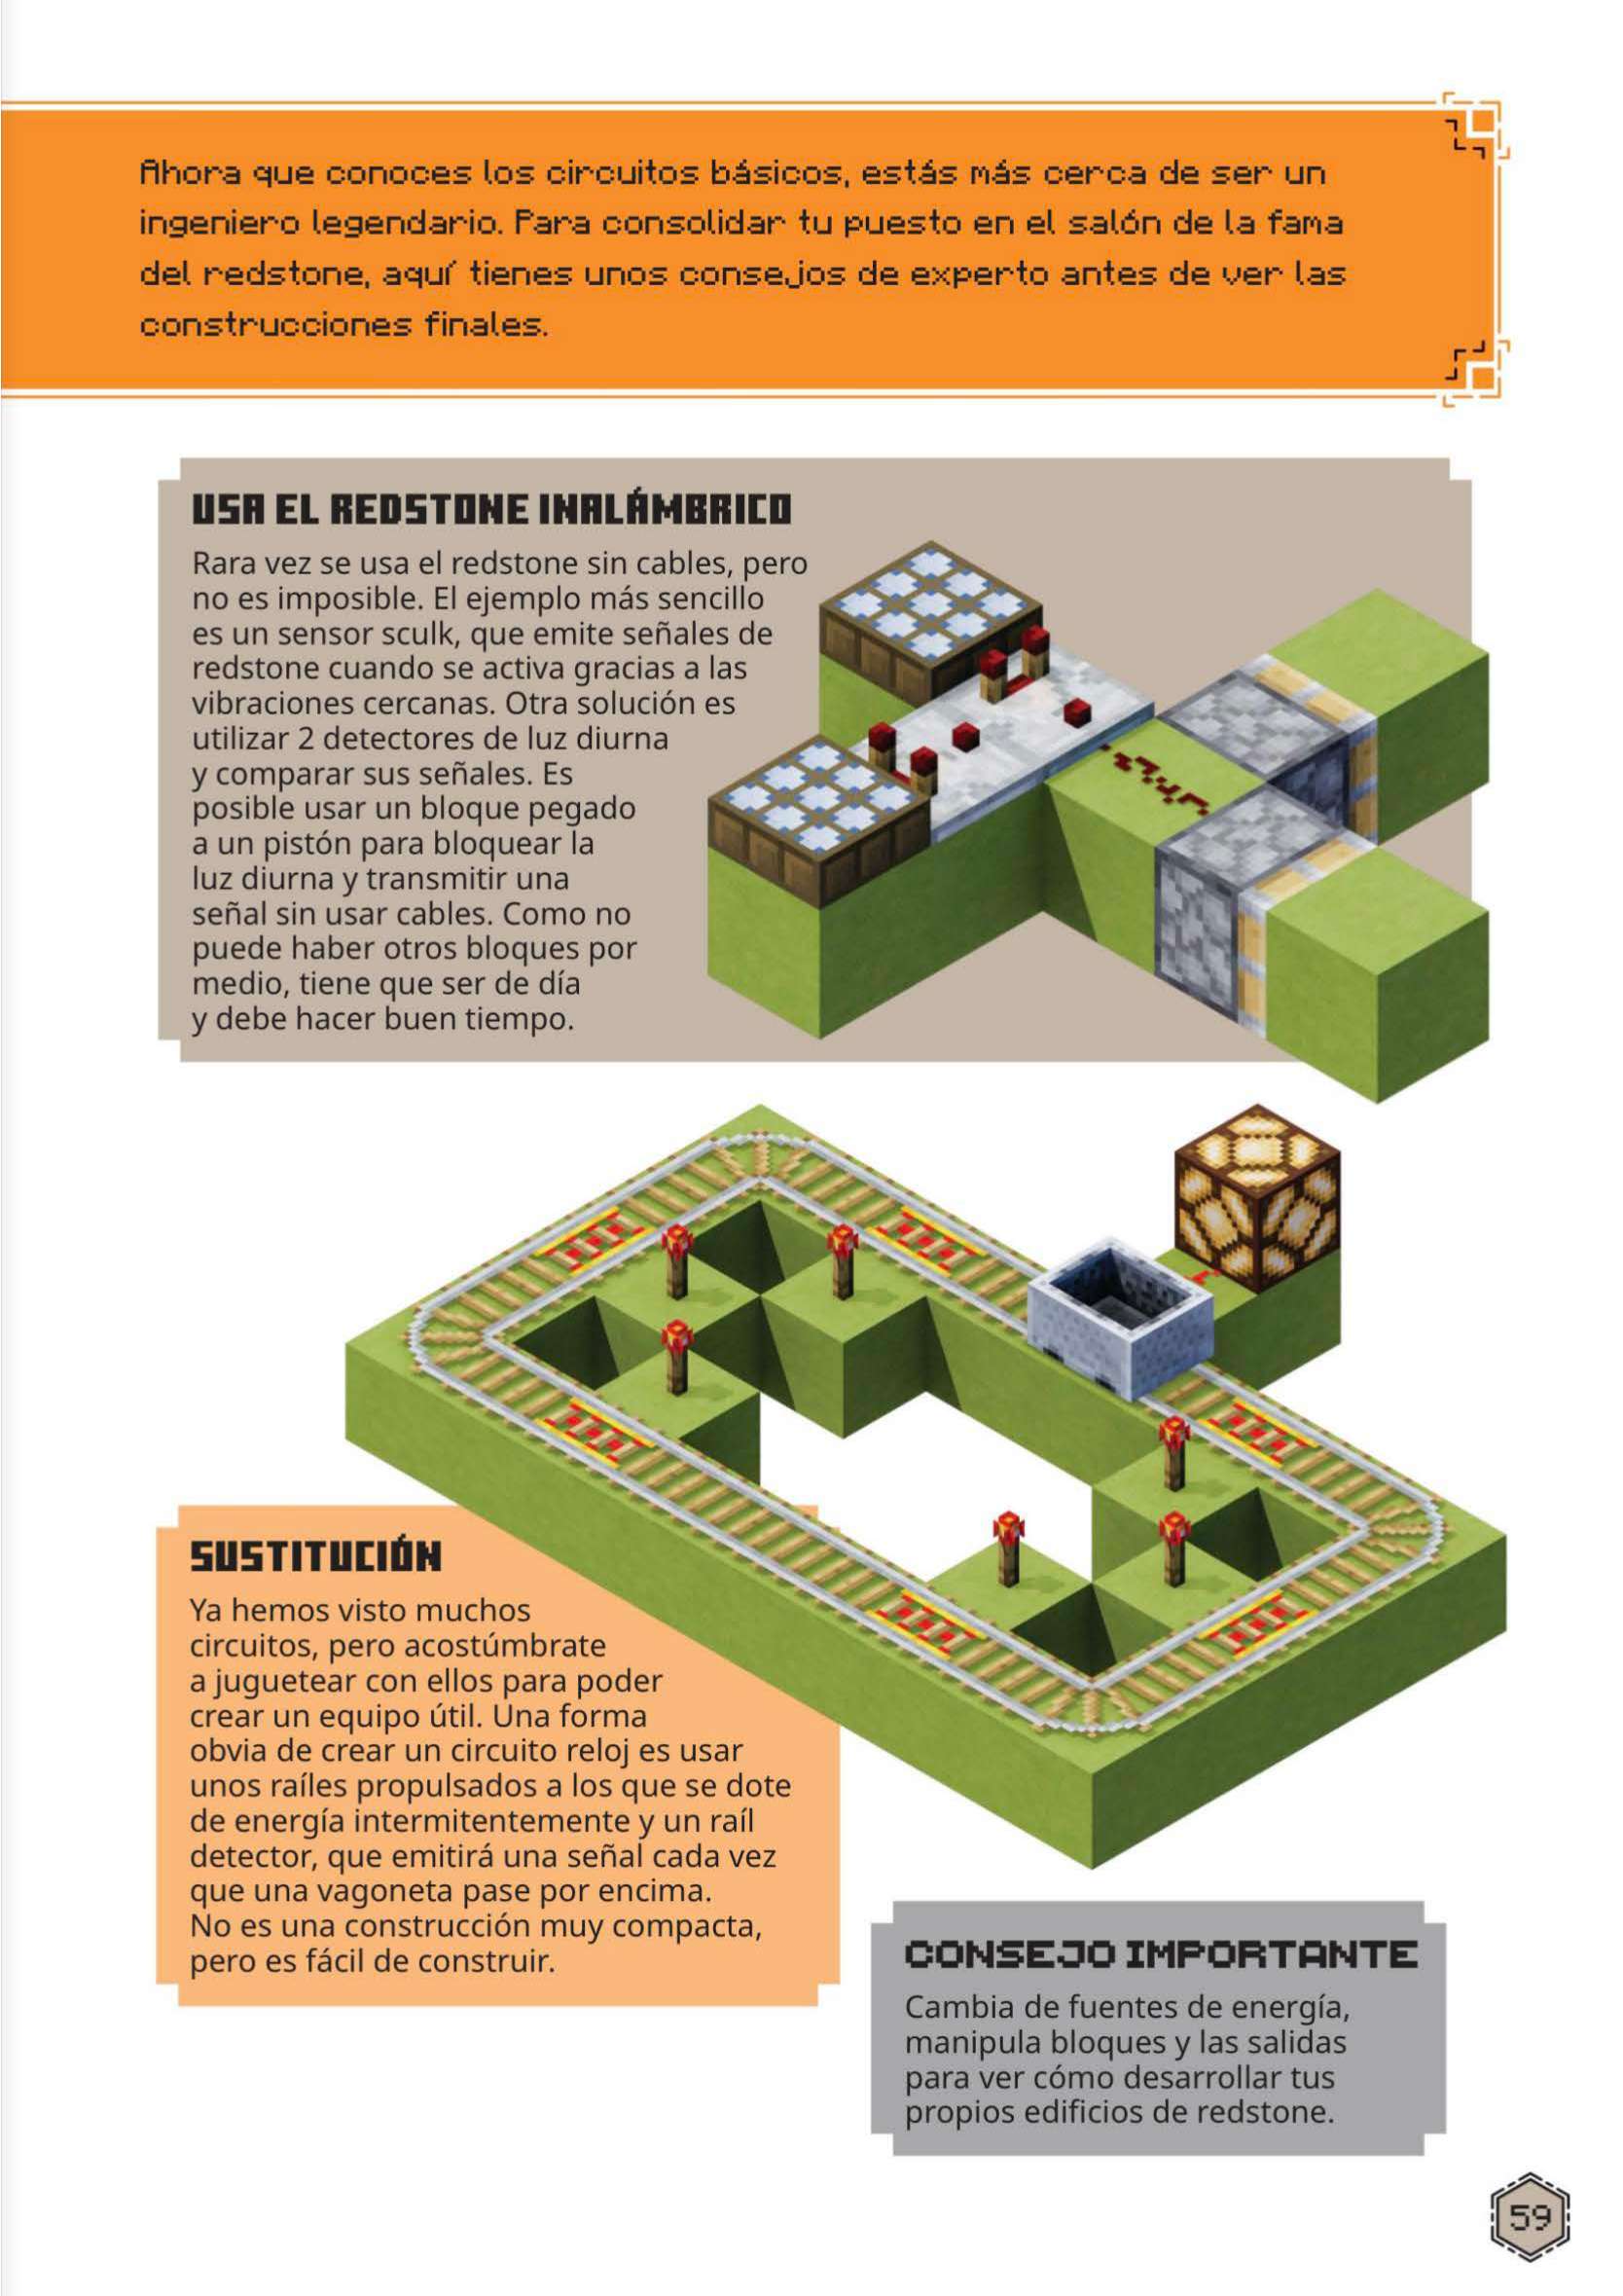 Ahora que conoces los circuitos básicos, estás más cerca de ser un
ingeniero legendario. Para consolidar tu puesto en el salón de la fama
del redstone, aquí tienes unos consejos de experto antes de ver las
construcciones finales.
USA EL REDSTONE INALÁMBRICO
Rara vez se usa el redstone sin cables, pero
no es imposible. El ejemplo más sencillo
es un sensor sculk, que emite señales de
redstone cuando se activa gracias a las
vibraciones cercanas. Otra solución es
utilizar 2 detectores de luz diurna
y comparar sus señales. Es
posible usar un bloque pegado
a un pistón para bloquear la
luz diurna y transmitir una
señal sin usar cables. Como no
puede haber otros bloques por
medio, tiene que ser de día
y debe hacer buen tiempo.
SUSTITUCIÓN
Ya hemos visto muchos
circuitos, pero acostúmbrate
a juguetear con ellos para poder
crear un equipo útil. Una forma
obvia de crear un circuito reloj es usar
unos raíles propulsados a los que se dote
de energía intermitentemente y un raíl
detector, que emitirá una señal cada vez
que una vagoneta pase por encima.
No es una construcción muy compacta,
pero es fácil de construir.
CONSEJO IMPORTANTE
Cambia de fuentes de energía,
manipula bloques y las salidas
para ver cómo desarrollar tus
propios edificios de redstone.
59